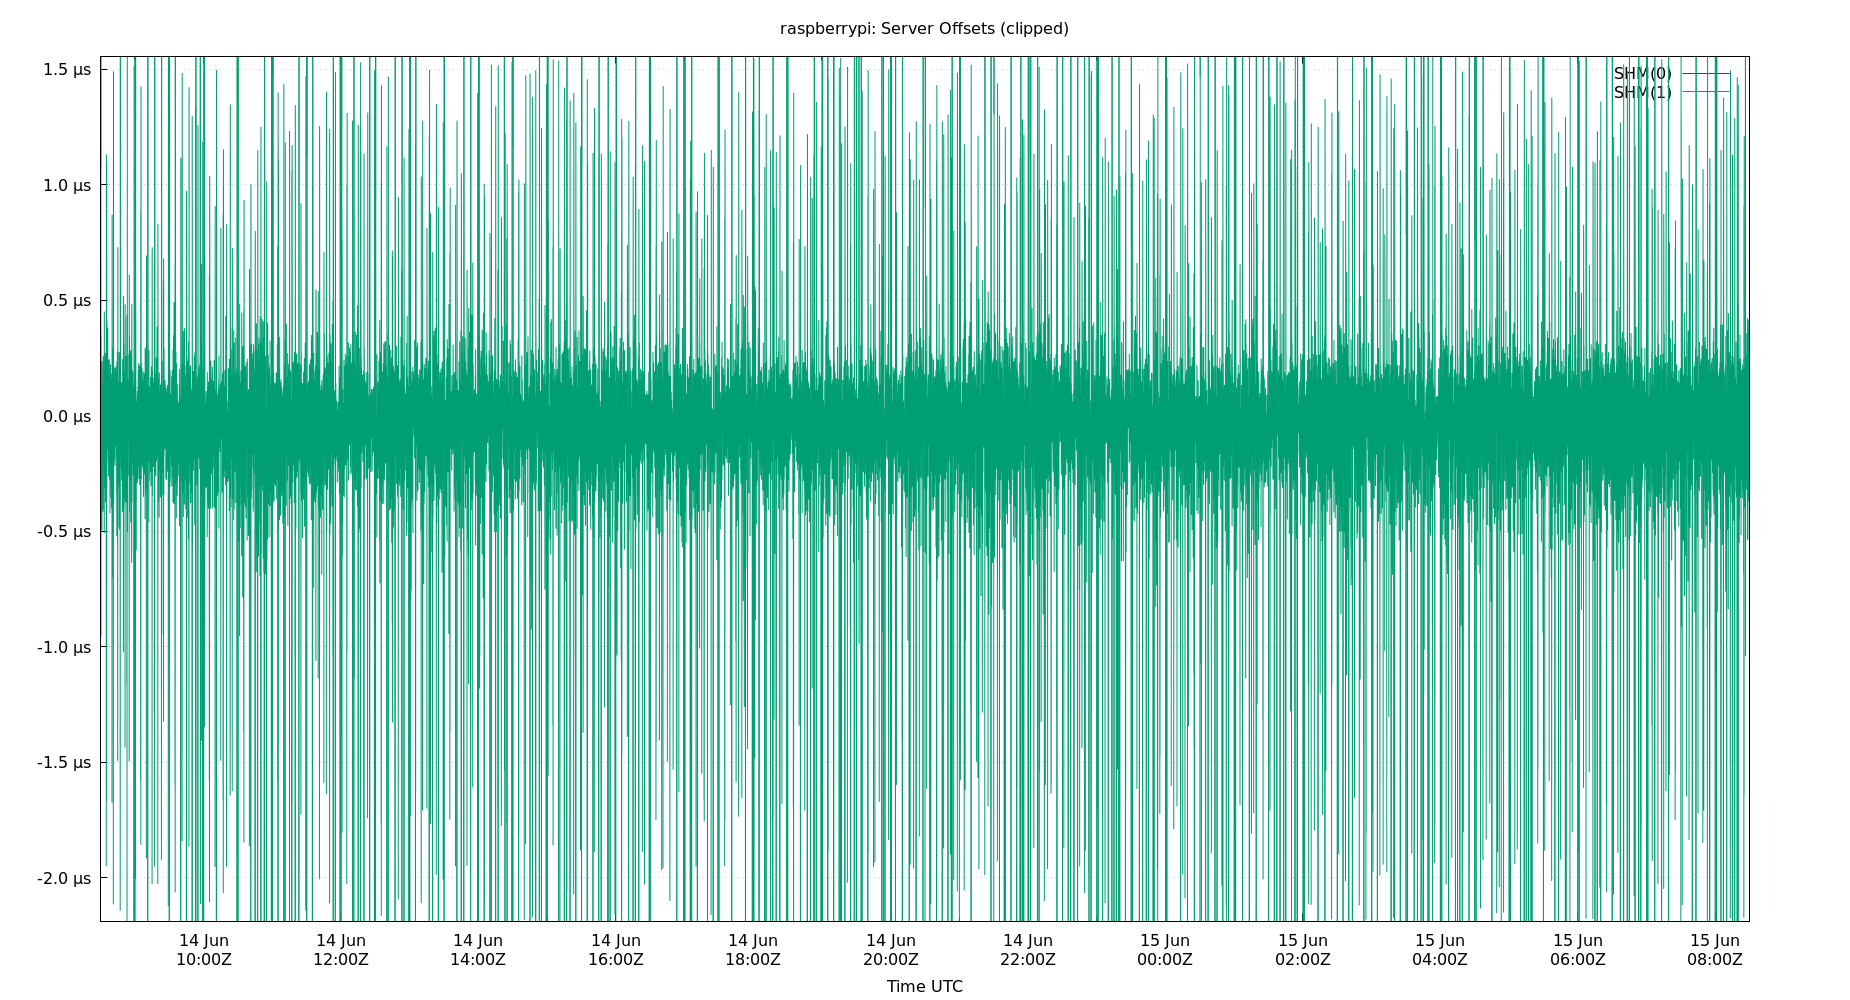 raspberrypi: Server Offsets (clipped)
1.5 µs
1.0 µs
0.5 µs
0.0 µs
-0.5 µs
-1.0 µs
-1.5 µs
-2.0 µs
SHM(0)
SHM(1)
14 Jun 14 Jun 14 Jun 14 Jun 14 Jun 14 Jun 14 Jun 15 Jun 15 Jun 15 Jun 15 Jun 15 Jun
10:00Z 12:00Z 14:00Z 16:00Z 18:00Z 20:00Z 22:00Z 00:00Z 02:00Z 04:00Z 06:00Z 08:00Z
Time UTC